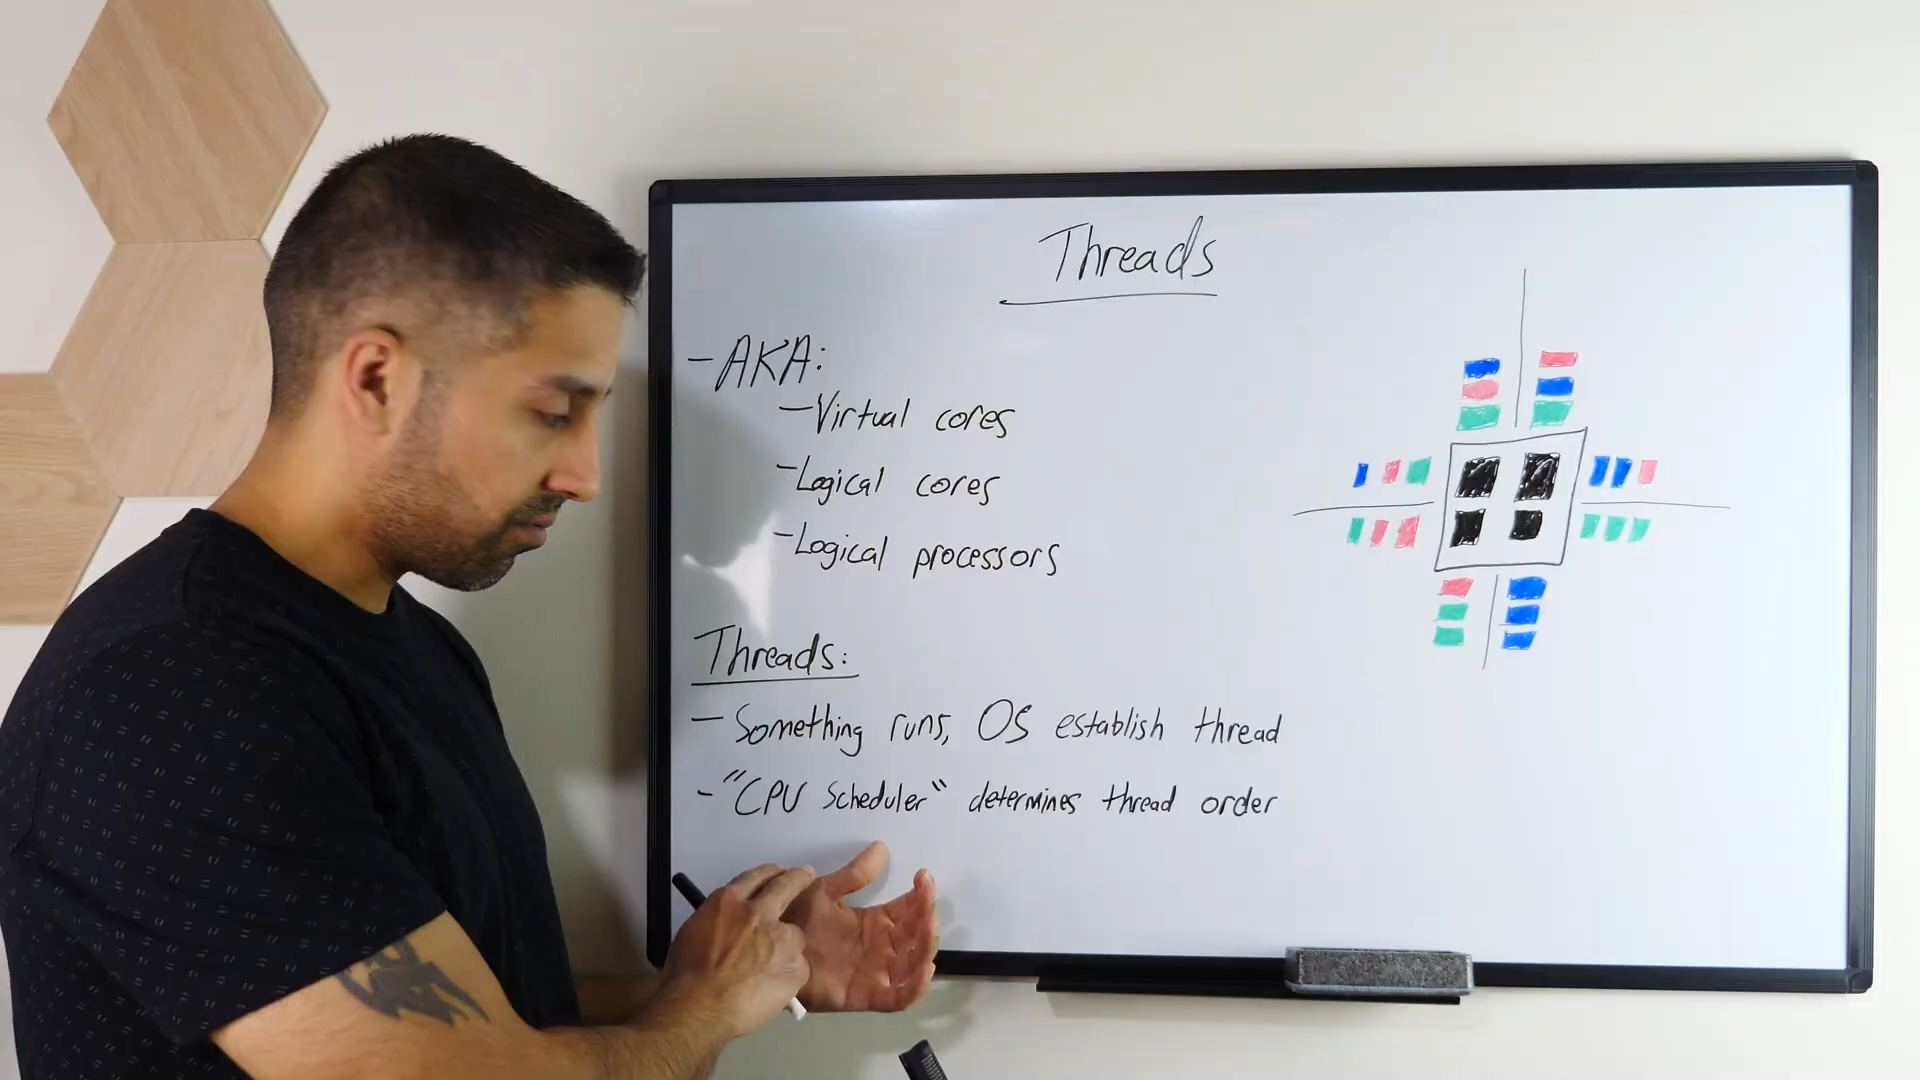 Threads
- AKA:
- Virtual cores
- Logical cores
- Logical processors
Threads:
- Something runs, OS establish thread
- "CPU Scheduler" determines thread order